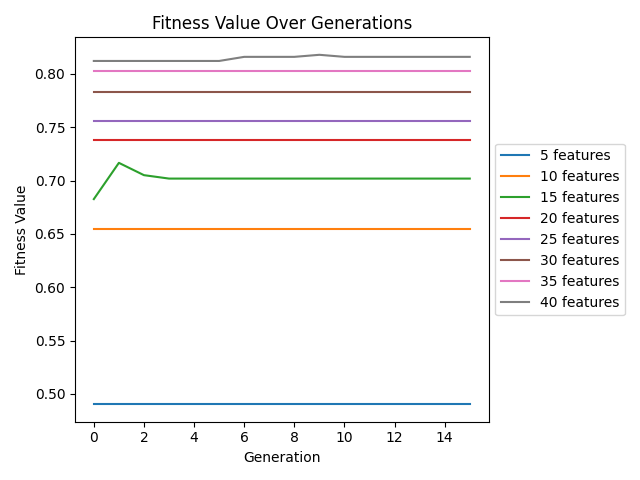 Fitness Value Over Generations
Fitness Value
0.80
0.75
0.70
0.65
0.60
0.55
0.50
0 2 4 6 8 10 12 14
Generation
5 features
10 features
15 features
20 features
25 features
30 features
35 features
40 features